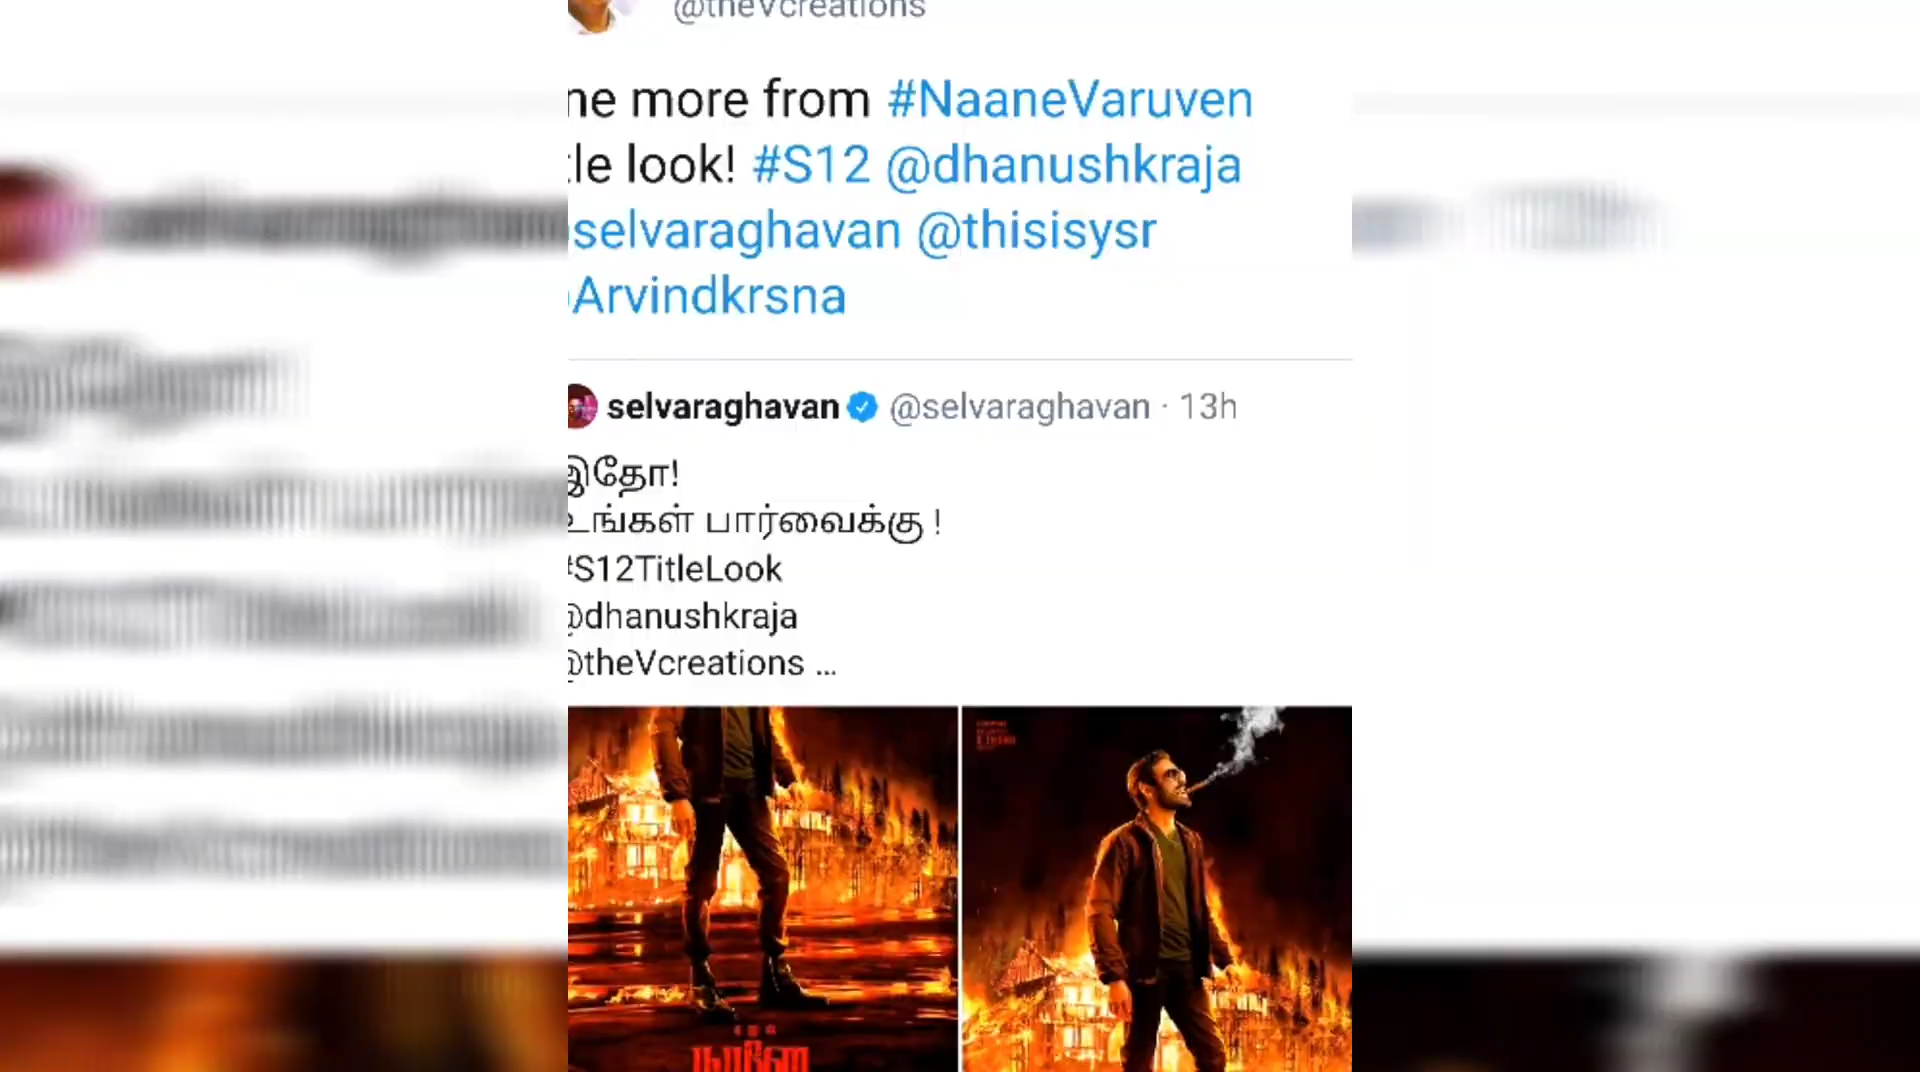 @theVcreations
ne more from #NaaneVaruven
tle look! #S12 @dhanushkraja
selvaraghavan @thisisysr
@Arvindkrsna
selvaraghavan @selvaraghavan · 13h
இதோ!
உங்கள் பார்வைக்கு !
#S12TitleLook
@dhanushkraja
@theVcreations ...
நானே